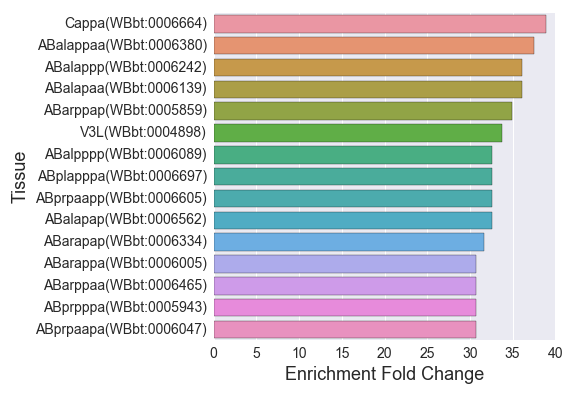 Cappa(WBbt:0006664)
ABalappaa(WBbt:0006380)
ABalappp(WBbt:0006242)
ABalapaa(WBbt:0006139)
ABarppap(WBbt:0005859)
V3L(WBbt:0004898)
ABalpppp(WBbt:0006089)
ABplapppa(WBbt:0006697)
ABprpaapp(WBbt:0006605)
ABalapap(WBbt:0006562)
ABarapap(WBbt:0006334)
ABarappa(WBbt:0006005)
ABarppaa(WBbt:0006465)
ABprpppa(WBbt:0005943)
ABprpaapa(WBbt:0006047)
Tissue
0 5 10 15 20 25 30 35 40
Enrichment Fold Change